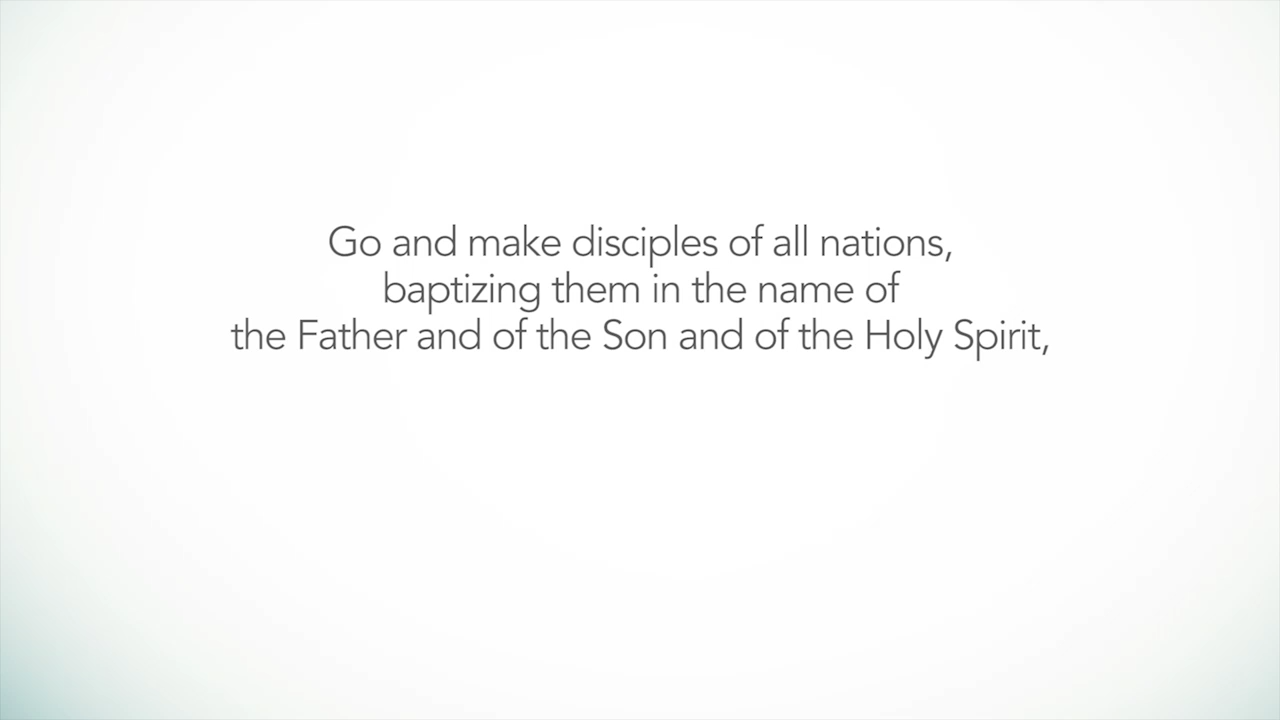 Go and make disciples of all nations,
baptizing them in the name of
the Father and of the Son and of the Holy Spirit,